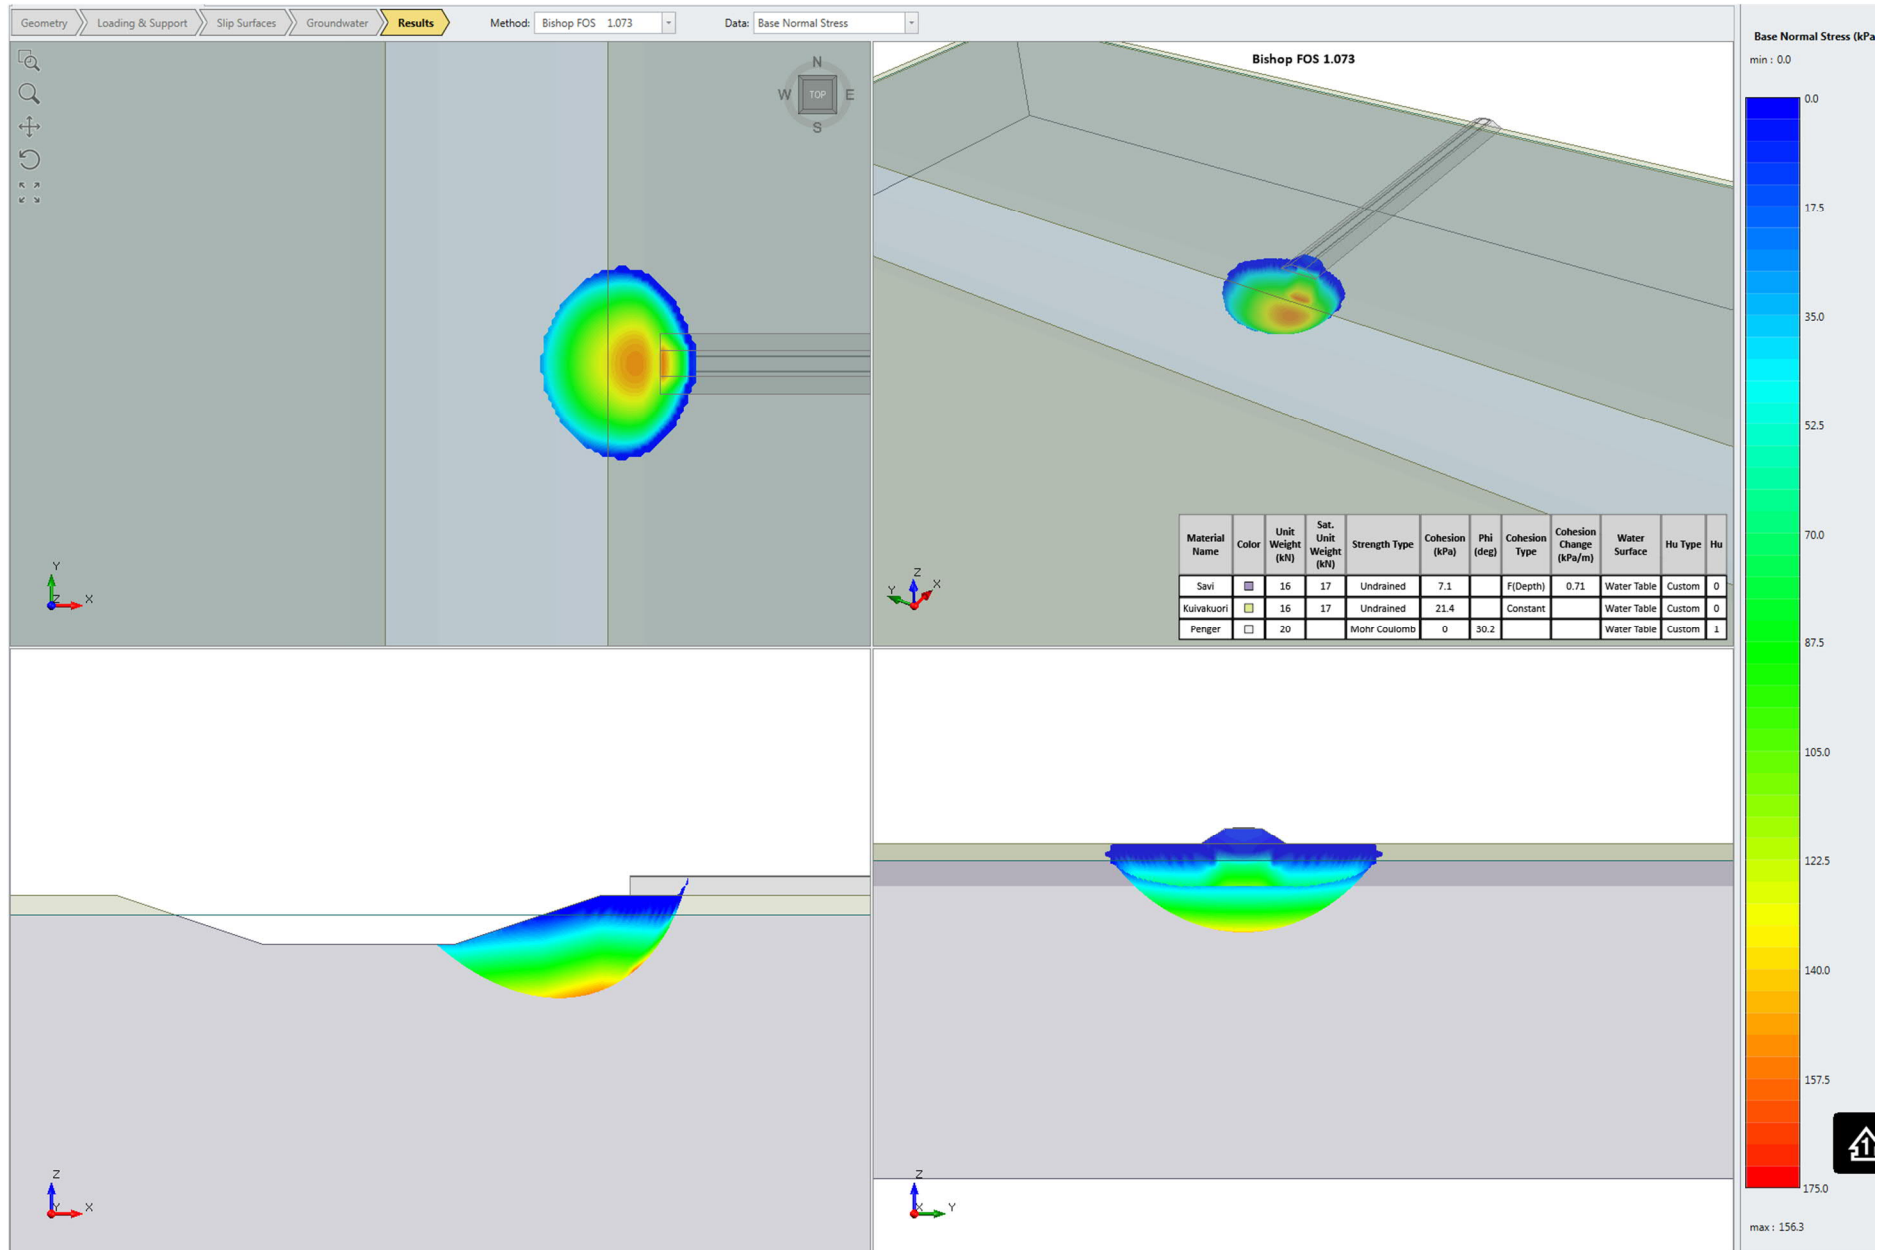 Geometry Loading & Support Slip Surfaces Groundwater Results Method: Bishop FOS 1.073 Data: Base Normal Stress
N
W TOP E
S
Y
Z X
Bishop FOS 1.073
Z
Y X
Material Name Color Unit Weight (kN) Sat. Unit Weight (kN) Strength Type Cohesion (kPa) Phi (deg) Cohesion Type Cohesion Change (kPa/m) Water Surface Hu Type Hu
Savi 16 17 Undrained 7.1 F(Depth) 0.71 Water Table Custom 0
Kuivakuori 16 17 Undrained 21.4 Constant Water Table Custom 0
Penger 20 Mohr Coulomb 0 30.2 Water Table Custom 1
Z
Y X
Z
X Y
Base Normal Stress (kPa
min : 0.0
0.0
17.5
35.0
52.5
70.0
87.5
105.0
122.5
140.0
157.5
175.0
max : 156.3
1